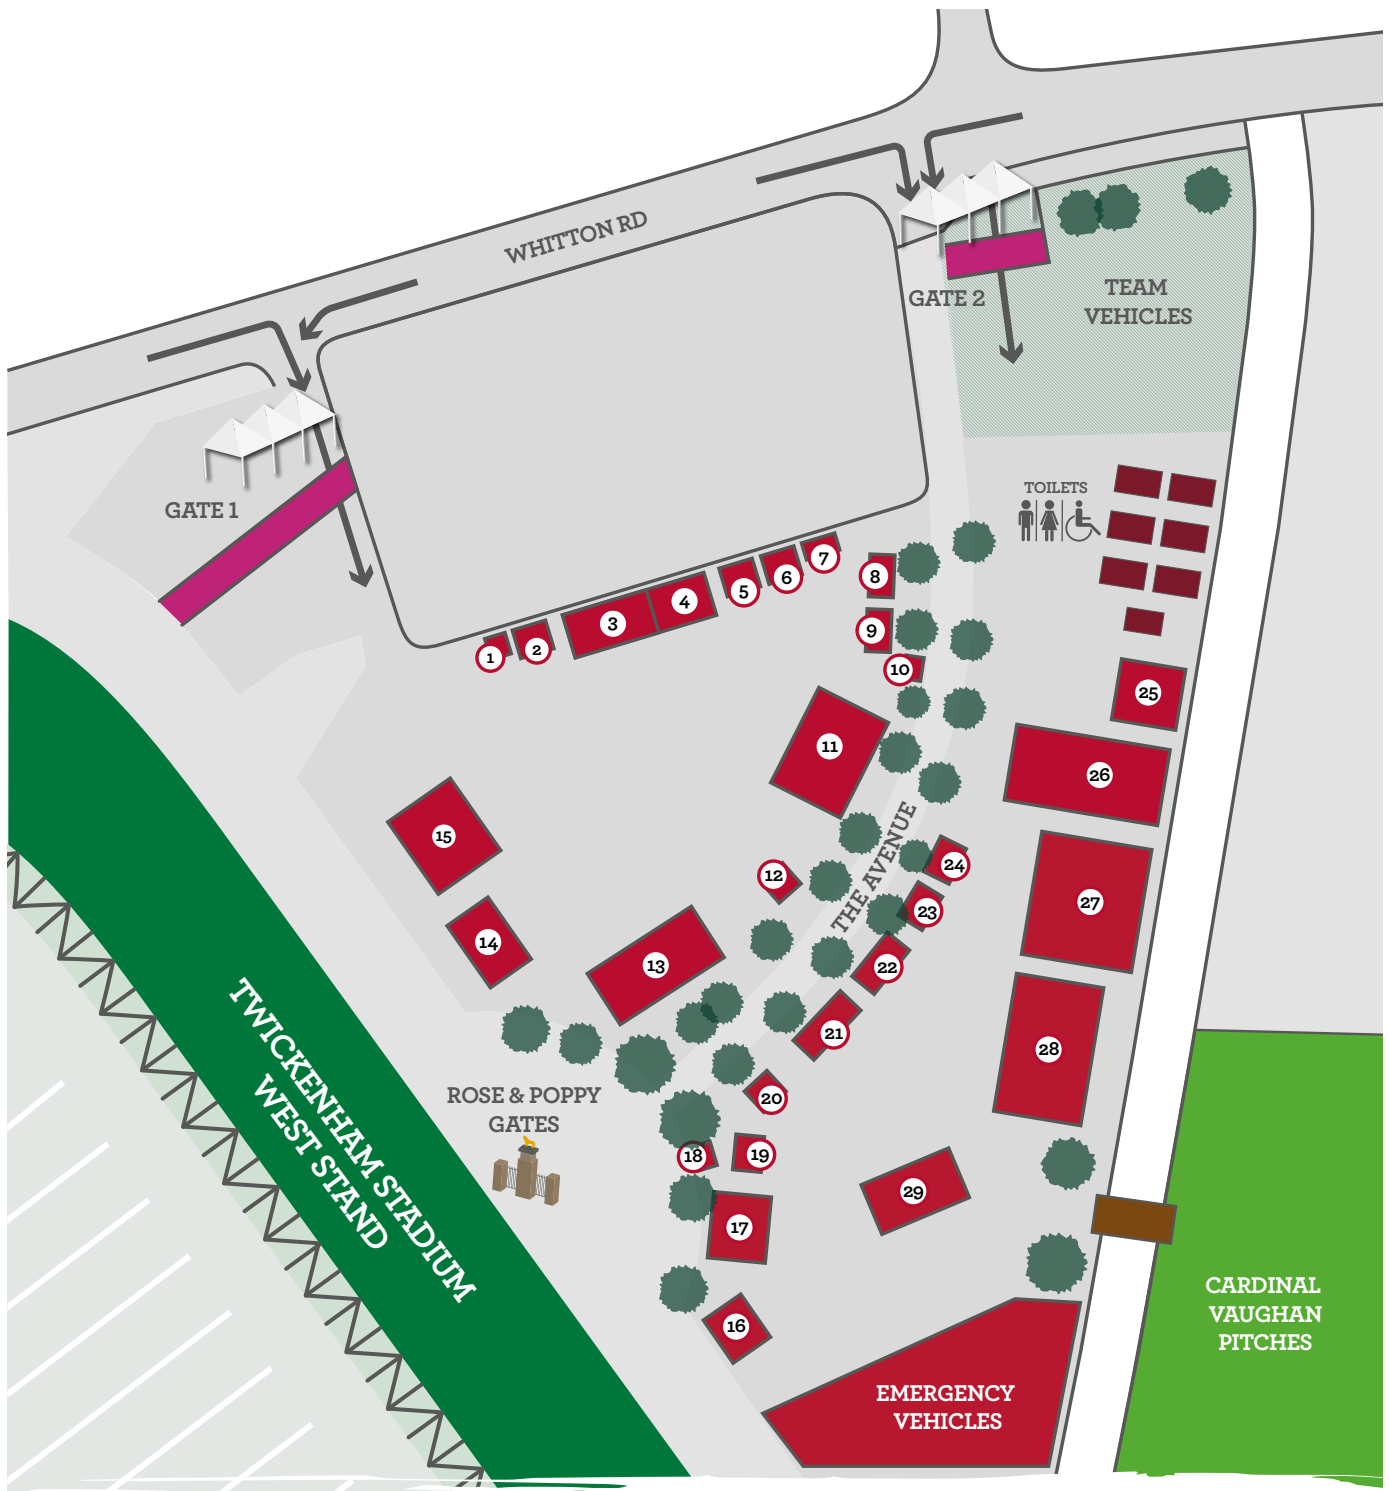 WHITTON RD
GATE 2
TEAM
VEHICLES
GATE 1
TOILETS
7
8
6
5
4
3
9
2
1
10
25
11
26
15
24
12
THE AVENUE
27
23
14
13
22
21
28
ROSE & POPPY
GATES
20
18
19
29
17
TWICKENHAM STADIUM
WEST STAND
16
CARDINAL
VAUGHAN
PITCHES
EMERGENCY
VEHICLES